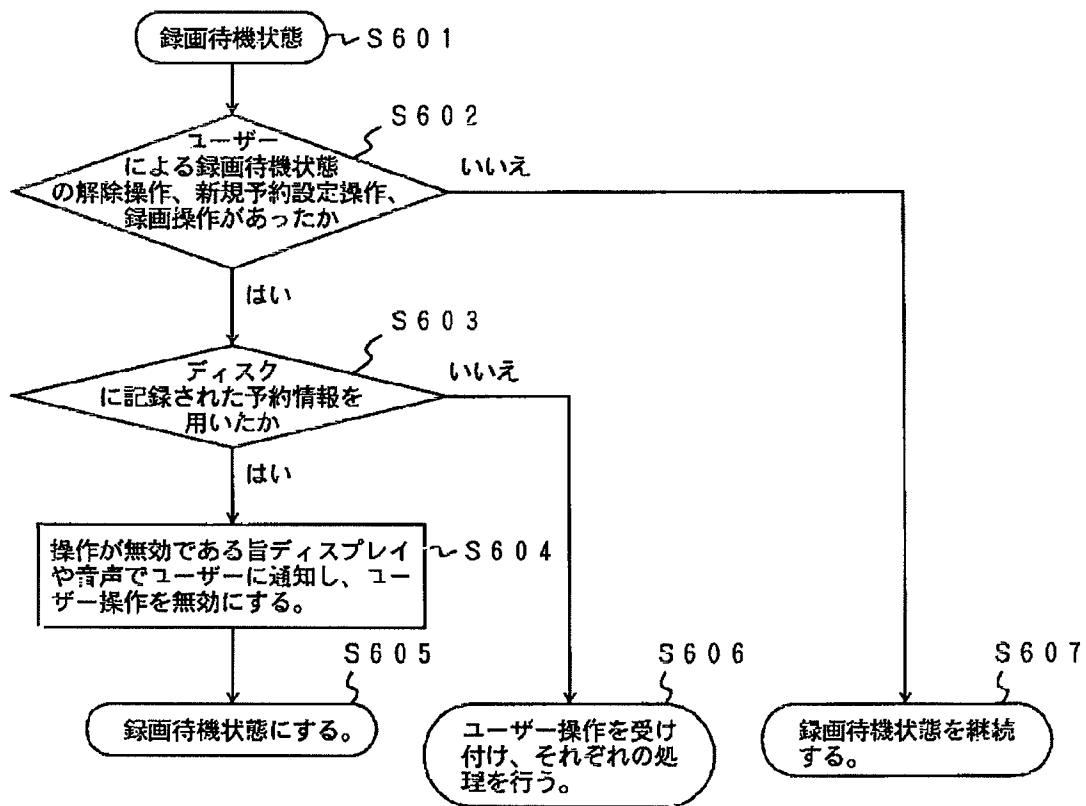 録画待機状態
S601
S602
ユーザー
による録画待機状態
の解除操作、新規予約設定操作、
録画操作があったか
いいえ
はい
S603
ディスク
に記録された予約情報を
用いたか
いいえ
はい
操作が無効である旨ディスプレイ
や音声でユーザーに通知し、ユー
ザー操作を無効にする。
S604
S605
録画待機状態にする。
S606
ユーザー操作を受け
付け、それぞれの処
理を行う。
S607
録画待機状態を継続
する。